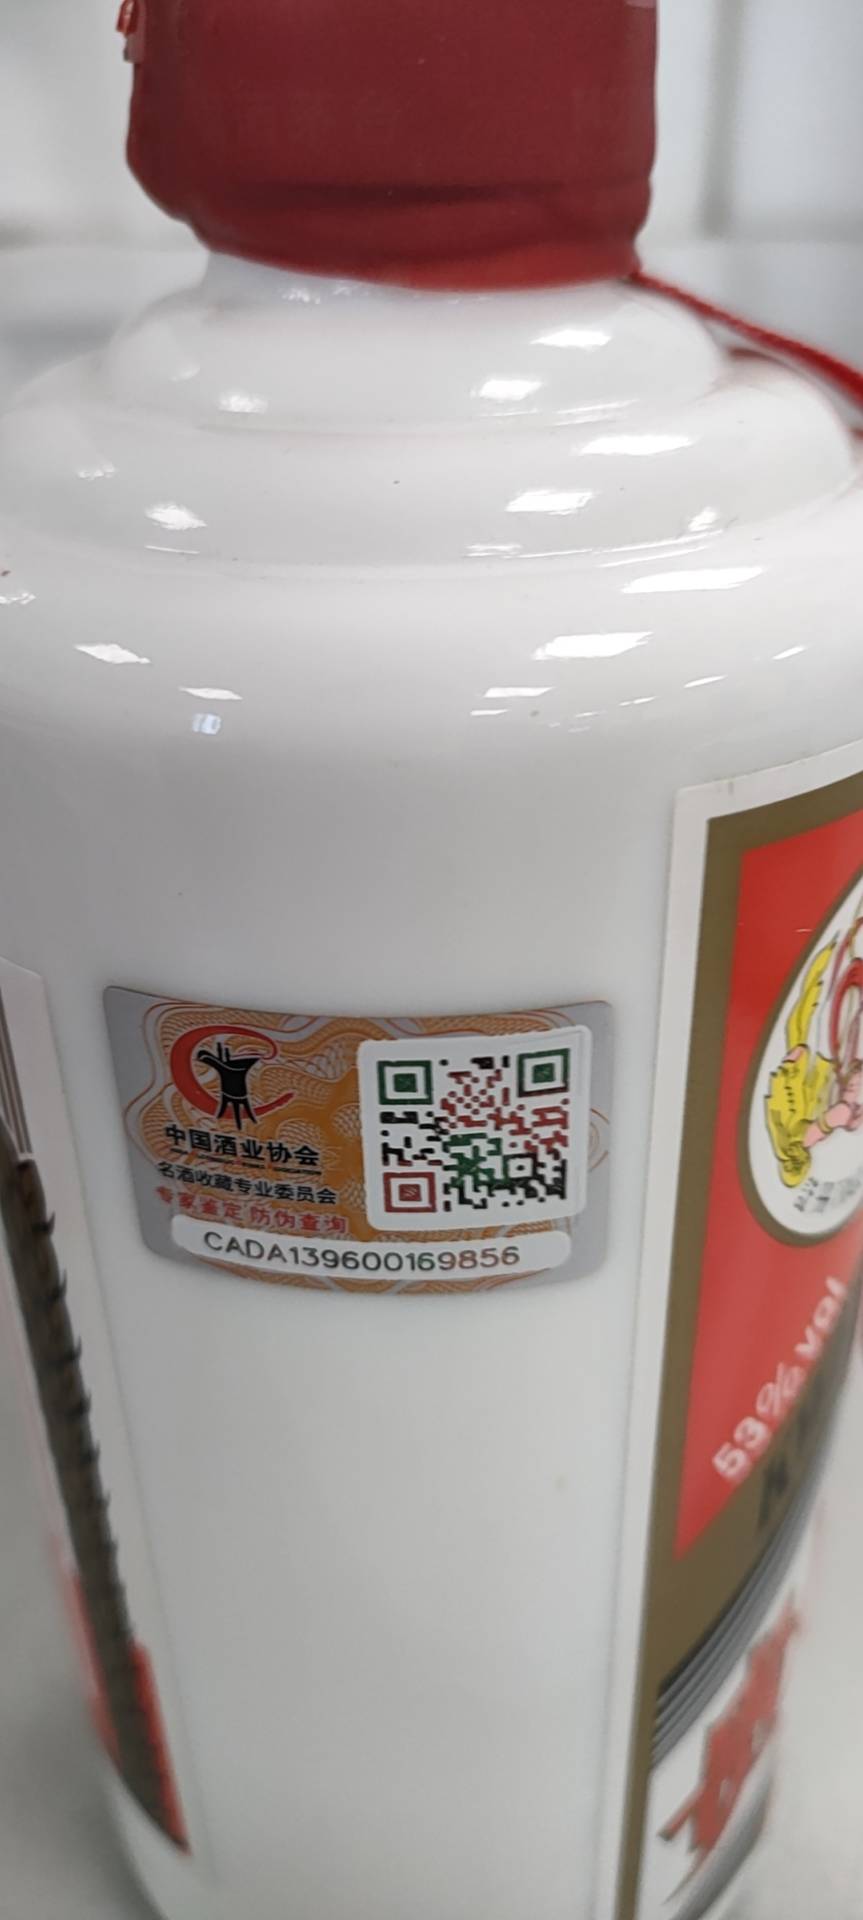 中国酒业协会
名酒收藏专业委员会
专家鉴定 防伪查询
CADA139600169856
53% vol